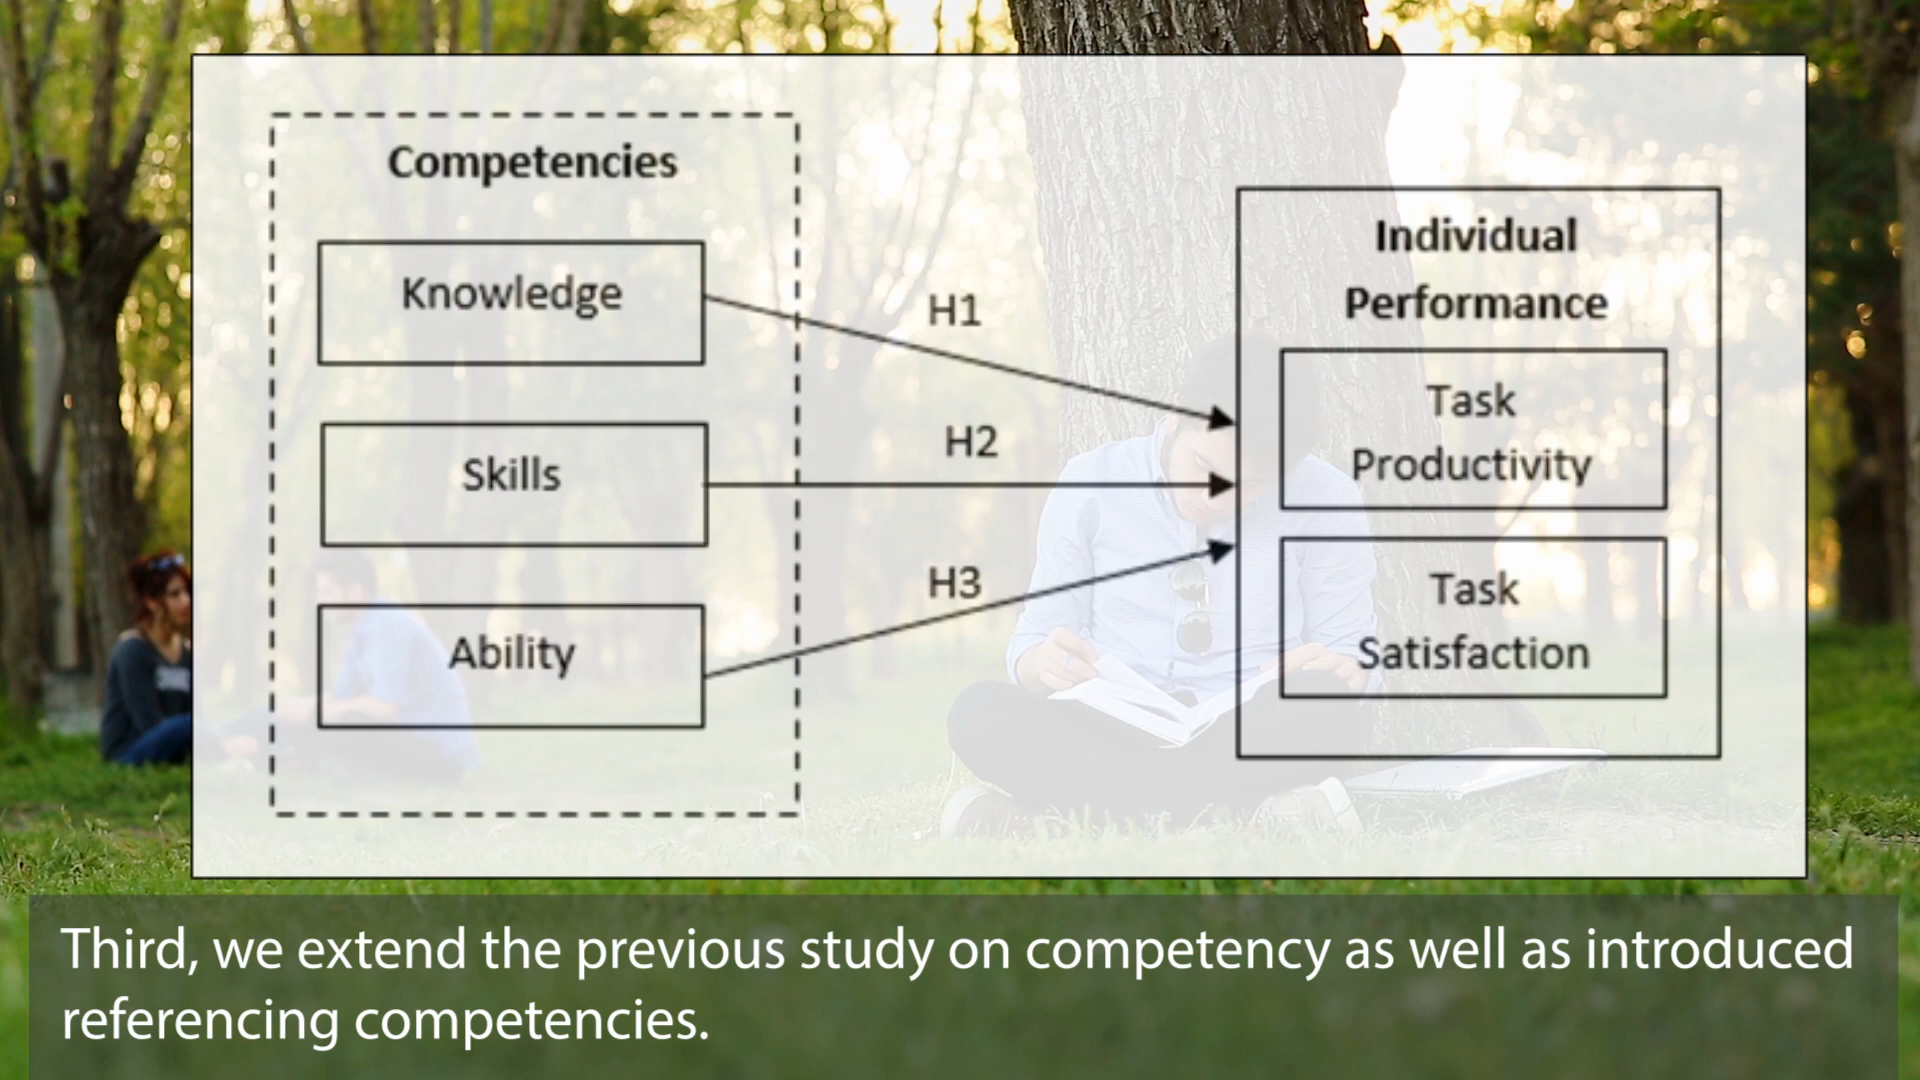 Competencies
Knowledge
Skills
Ability
H1
H2
H3
Individual
Performance
Task
Productivity
Task
Satisfaction
Third, we extend the previous study on competency as well as introduced
referencing competencies.